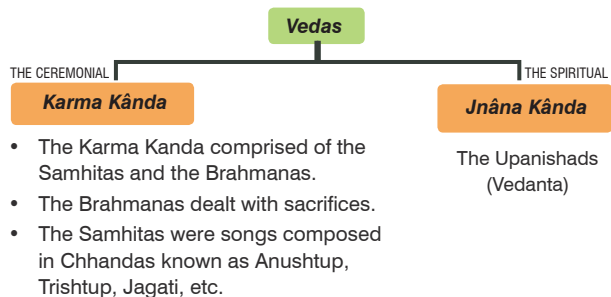 Vedas
THE CEREMONIAL
THE SPIRITUAL
Karma Kânda
Jnâna Kânda
• The Karma Kanda comprised of the
Samhitas and the Brahmanas.
• The Brahmanas dealt with sacrifices.
• The Samhitas were songs composed
in Chhandas known as Anushtup,
Trishtup, Jagati, etc.
The Upanishads
(Vedanta)